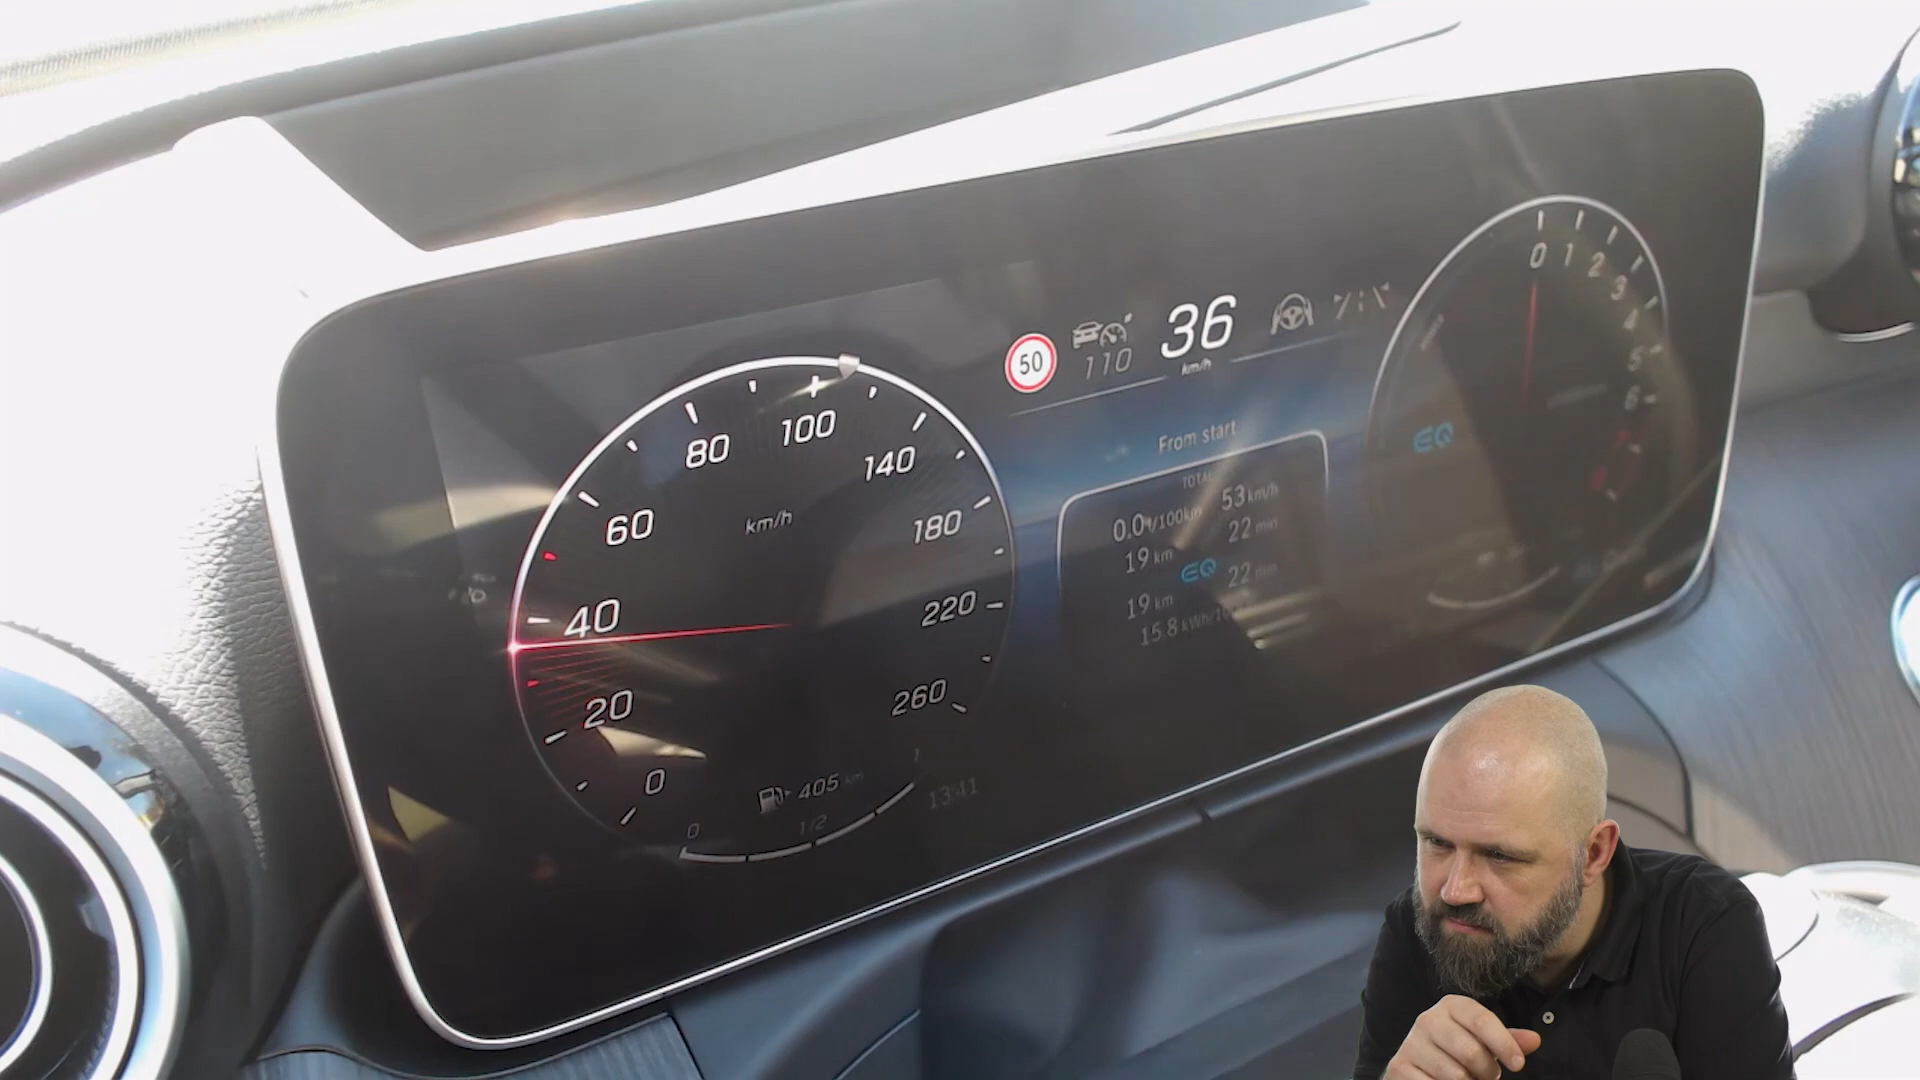 50
110
36
km/h
0 1 2 3 4 5 6
0 20 40 60 80 100 140 180 220 260
km/h
405 km
0 1/2 1
13:41
From start
TOTAL
0.0 l/100km 53 km/h
19 km 22 min
EQ
19 km 22 min
15.8 kWh/10
EQ